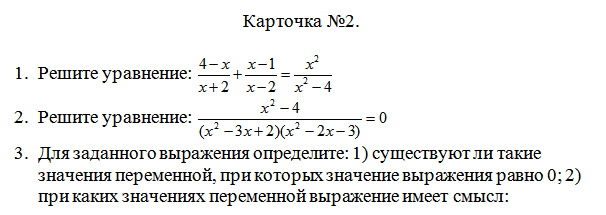 Карточка №2.
1. Решите уравнение: \frac{4-x}{x+2}+\frac{x-1}{x-2}=\frac{x^2}{x^2-4}
2. Решите уравнение: \frac{x^2-4}{(x^2-3x+2)(x^2-2x-3)}=0
3. Для заданного выражения определите: 1) существуют ли такие
значения переменной, при которых значение выражения равно 0; 2)
при каких значениях переменной выражение имеет смысл: